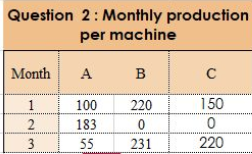 Question 2 : Monthly production
per machine
Month A B C
1 100 220 150
2 183 0 0
3 55 231 220